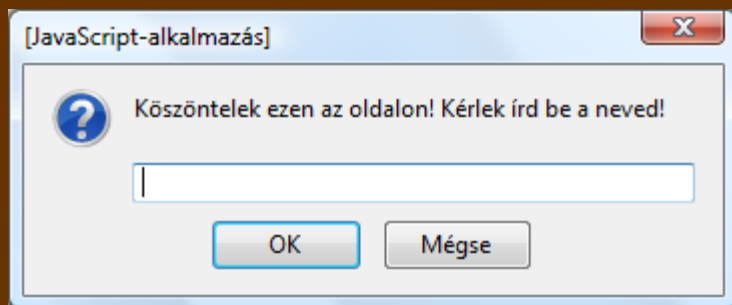 [JavaScript-alkalmazás]
Köszöntelek ezen az oldalon! Kérlek írd be a neved!
OK
Mégse